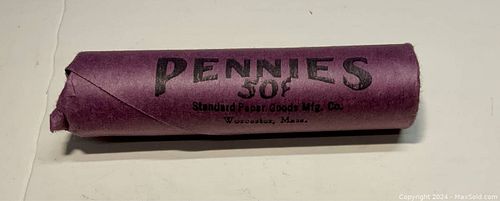 PENNIES
50¢
Standard Paper Goods Mfg. Co.
Worcester, Mass.
Copyright 2024 - MaxSold.com